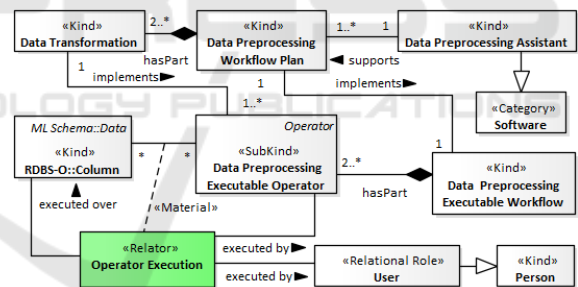 «Kind»
Data Transformation
2..*
hasPart
«Kind»
Data Preprocessing
Workflow Plan
1..*
1
supports
«Kind»
Data Preprocessing Assistant
1
implements
1..*
1
implements
1
«Category»
Software
ML Schema::Data
«Kind»
RDBS-O::Column
*
*
Operator
«SubKind»
Data Preprocessing
Executable Operator
2..*
hasPart
«Kind»
Data Preprocessing
Executable Workflow
executed over
«Material»
«Relator»
Operator Execution
executed by
executed by
«Relational Role»
User
«Kind»
Person